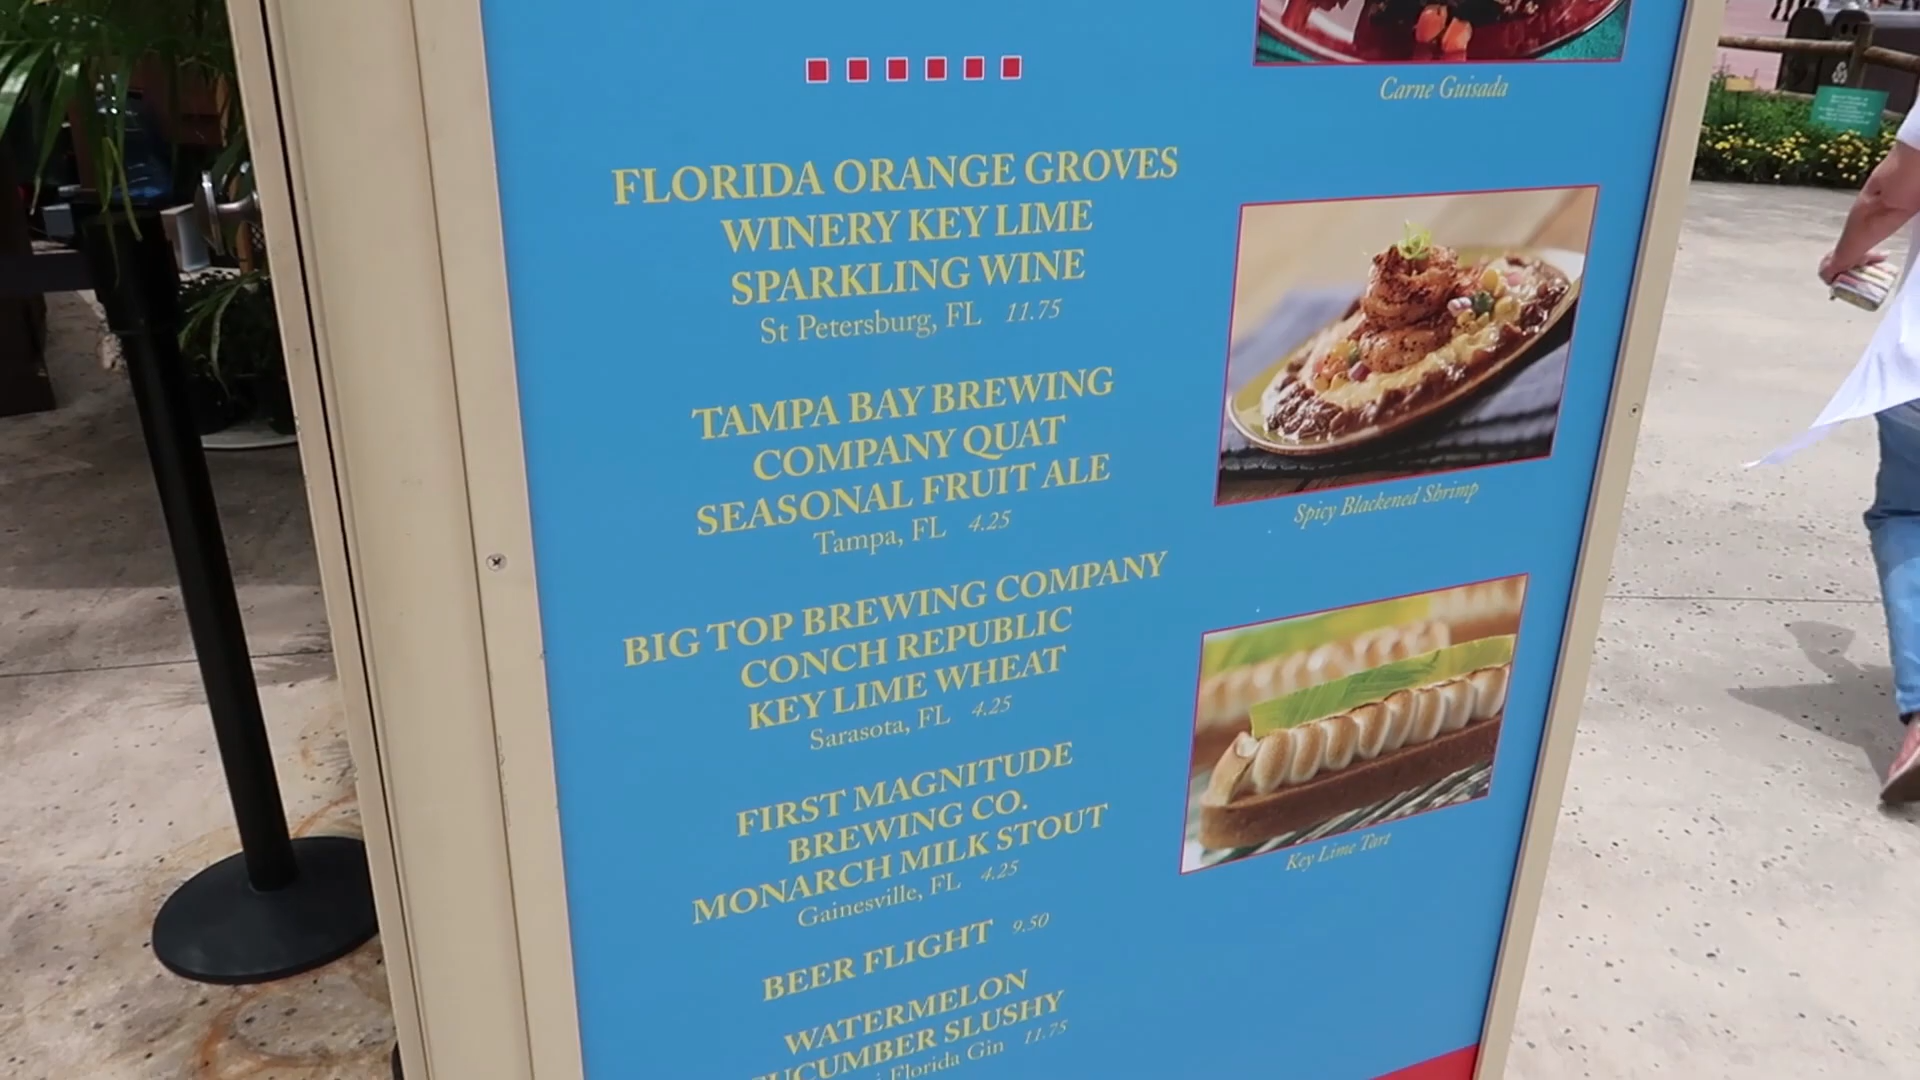 FLORIDA ORANGE GROVES
WINERY KEY LIME
SPARKLING WINE
St Petersburg, FL 11.75
TAMPA BAY BREWING
COMPANY QUAT
SEASONAL FRUIT ALE
Tampa, FL 4.25
BIG TOP BREWING COMPANY
CONCH REPUBLIC
KEY LIME WHEAT
Sarasota, FL 4.25
FIRST MAGNITUDE
BREWING CO.
MONARCH MILK STOUT
Gainesville, FL 4.25
BEER FLIGHT 9.50
WATERMELON
CUCUMBER SLUSHY
Florida Gin 11.75
Carne Guisada
Spicy Blackened Shrimp
Key Lime Tart